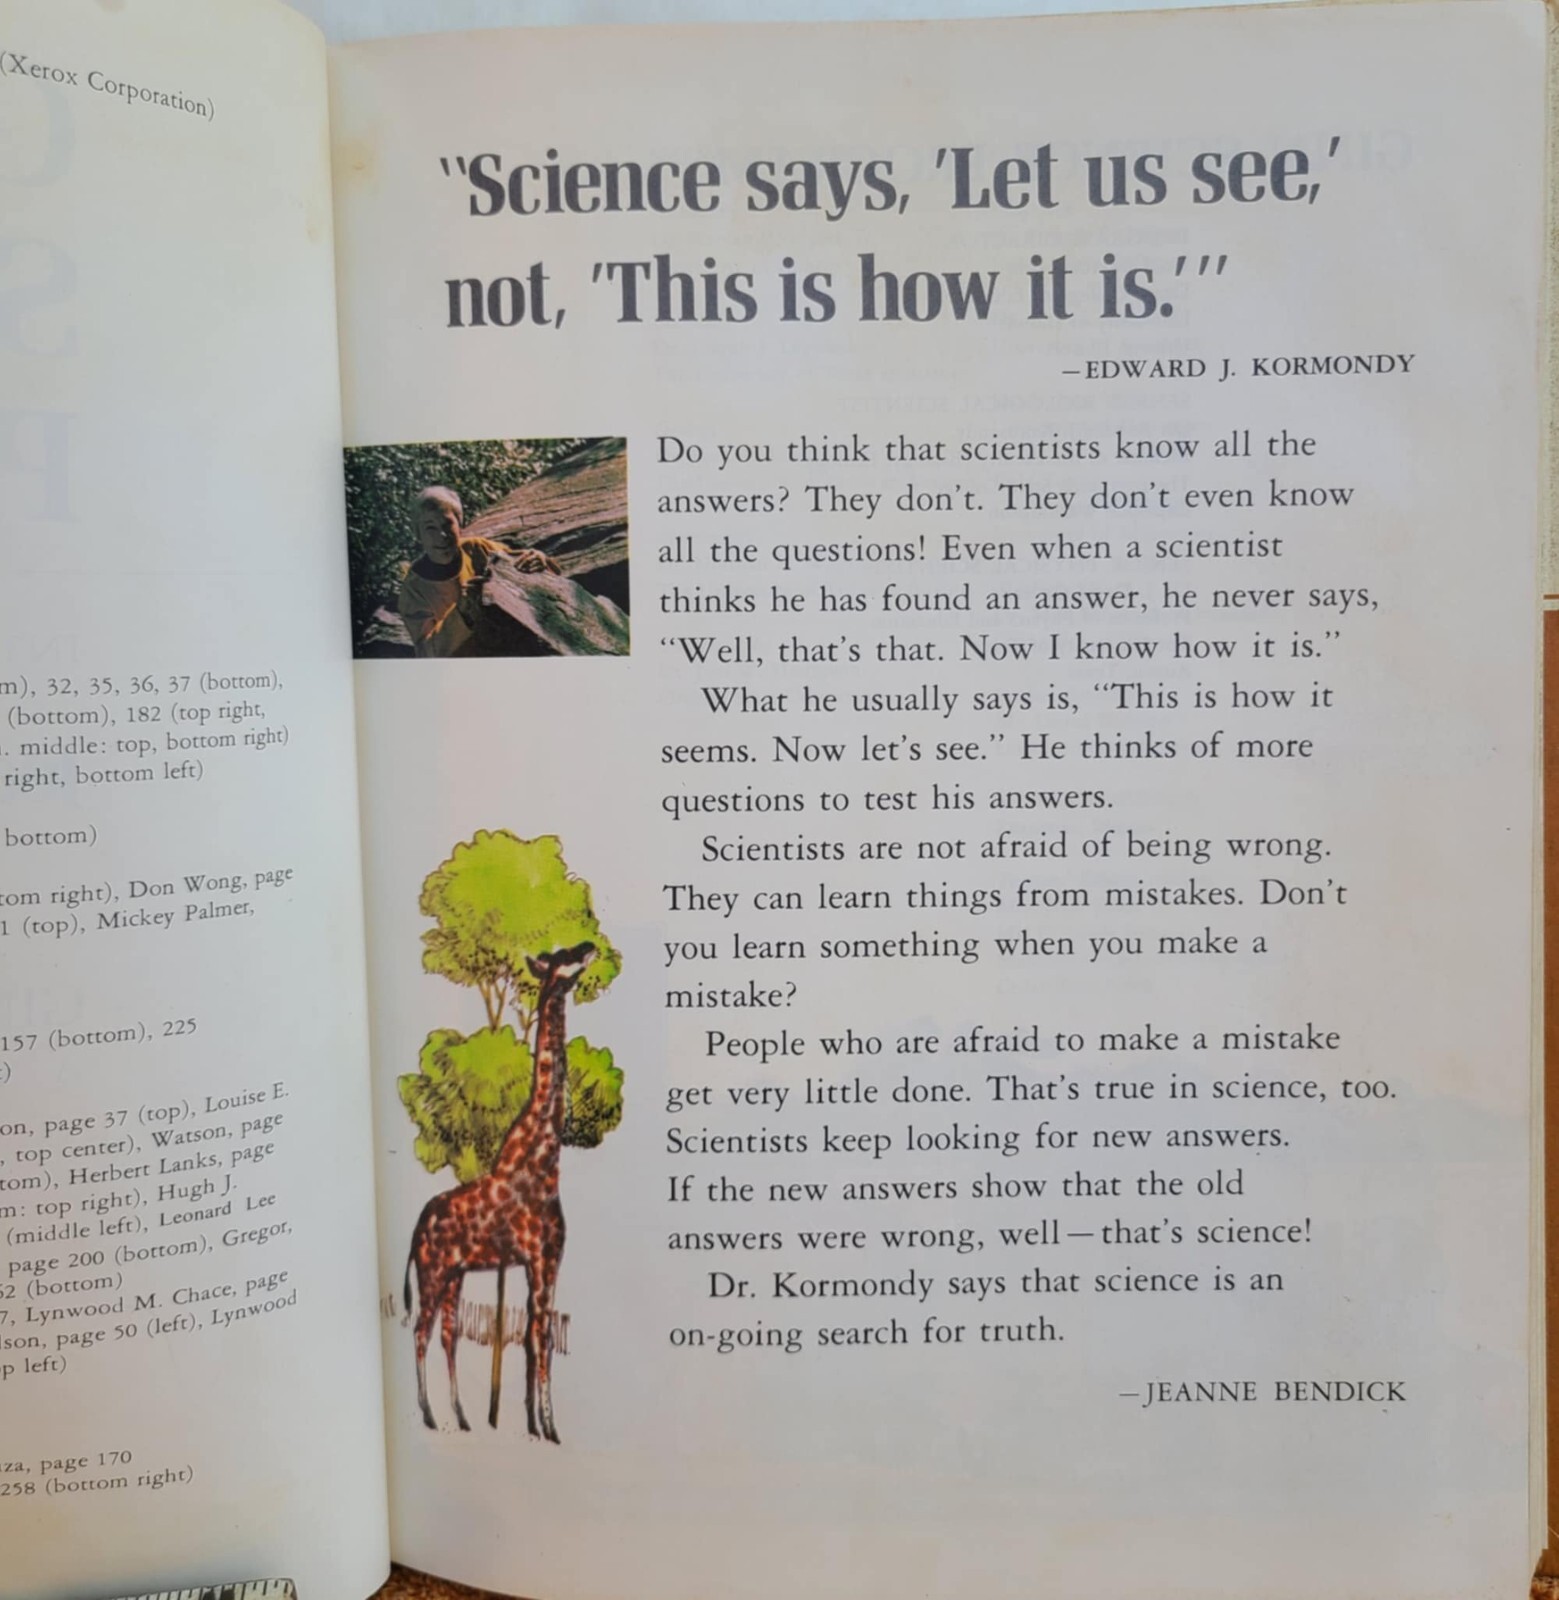 (Xerox Corporation)
32, 35, 36, 37 (bottom),
(bottom), 182 (top right,
middle: top, bottom right)
right, bottom left)
bottom)
right), Don Wong, page
(top), Mickey Palmer,
157 (bottom), 225
page 37 (top), Louise E.
top center), Watson, page
Herbert Lanks, page
top right), Hugh J.
(middle left), Leonard Lee
page 200 (bottom), Gregor,
(bottom)
Lynwood M. Chace, page
page 50 (left), Lynwood
left)
page 170
258 (bottom right)
"Science says, 'Let us see,'
not, 'This is how it is.'"
—EDWARD J. KORMONDY
Do you think that scientists know all the
answers? They don't. They don't even know
all the questions! Even when a scientist
thinks he has found an answer, he never says,
"Well, that's that. Now I know how it is."
What he usually says is, "This is how it
seems. Now let's see." He thinks of more
questions to test his answers.
Scientists are not afraid of being wrong.
They can learn things from mistakes. Don't
you learn something when you make a
mistake?
People who are afraid to make a mistake
get very little done. That's true in science, too.
Scientists keep looking for new answers.
If the new answers show that the old
answers were wrong, well—that's science!
Dr. Kormondy says that science is an
on-going search for truth.
—JEANNE BENDICK